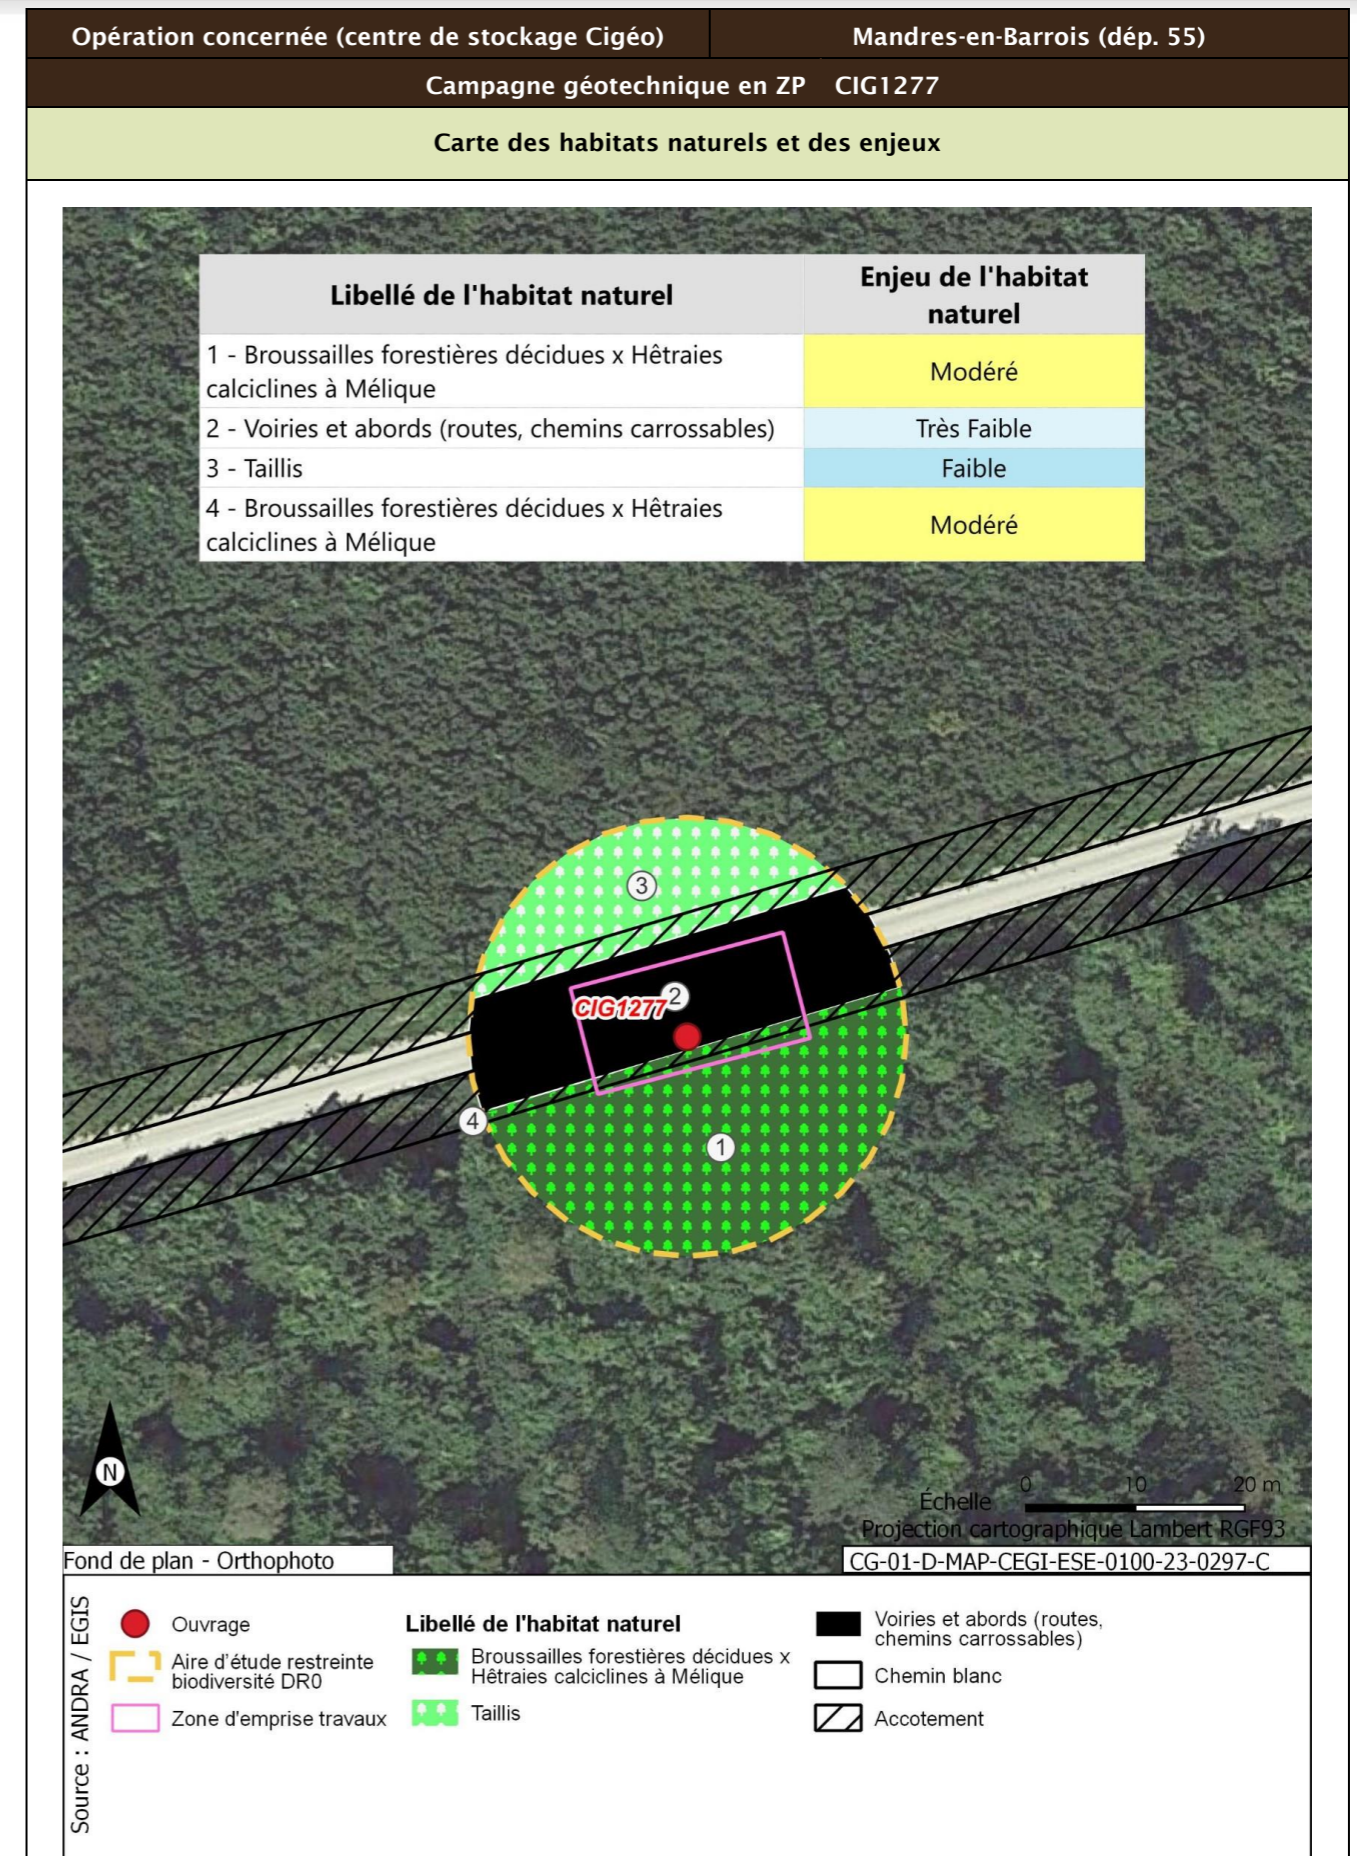 Opération concernée (centre de stockage Cigéo)
Mandres-en-Barrois (dép. 55)
Campagne géotechnique en ZP CIG1277
Carte des habitats naturels et des enjeux
Libellé de l'habitat naturel
Enjeu de l'habitat
naturel
1 - Broussailles forestières décidues x Hêtraies
calciclines à Mélique
Modéré
2 - Voiries et abords (routes, chemins carrossables)
Très Faible
3 - Taillis
Faible
4 - Broussailles forestières décidues x Hêtraies
calciclines à Mélique
Modéré
3
CIG1277
2
4
1
N
0 10 20 m
Échelle
Projection cartographique Lambert RGF93
Fond de plan - Orthophoto
CG-01-D-MAP-CEGI-ESE-0100-23-0297-C
Source : ANDRA / EGIS
Ouvrage
Aire d'étude restreinte
biodiversité DR0
Zone d'emprise travaux
Libellé de l'habitat naturel
Broussailles forestières décidues x
Hêtraies calciclines à Mélique
Taillis
Voiries et abords (routes,
chemins carrossables)
Chemin blanc
Accotement